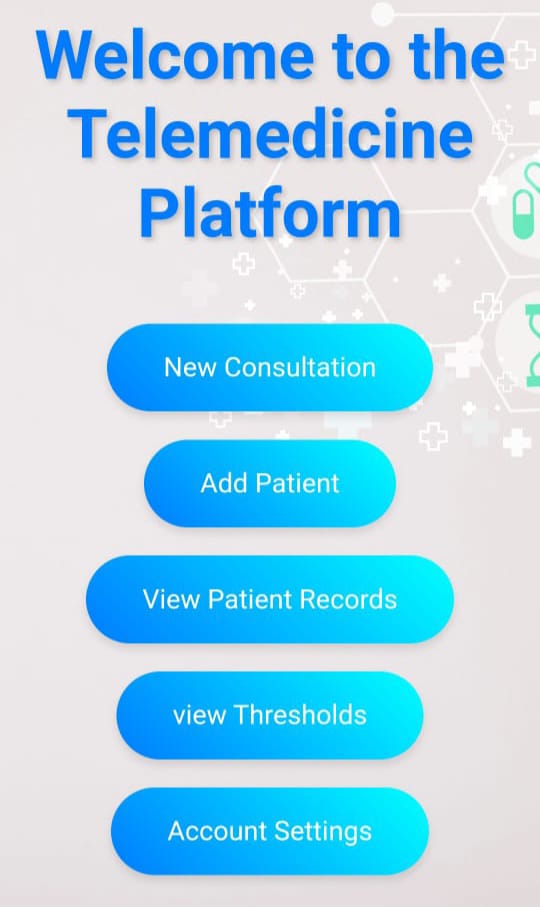 Welcome to the
Telemedicine
Platform
New Consultation
Add Patient
View Patient Records
view Thresholds
Account Settings